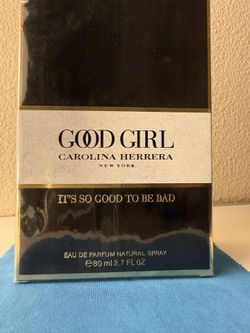 GOOD GIRL
CAROLINA HERRERA
NEW YORK
IT'S SO GOOD TO BE BAD
EAU DE PARFUM NATURAL SPRAY
℮ 80 ml 2.7 FL OZ